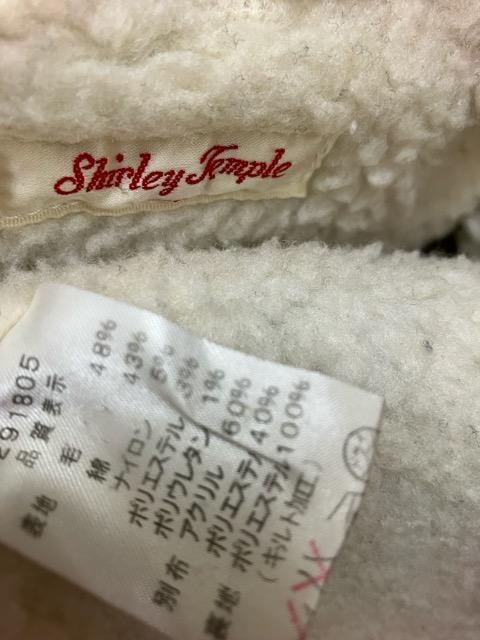 Shirley Temple
291805
品質表示
表地 毛 48%
綿 43%
ナイロン 5%
ポリエステル 3%
ポリウレタン 1%
別布 アクリル 60%
ポリエステル 40%
裏地 ポリエステル 100%
(キルト加工)
ドライ